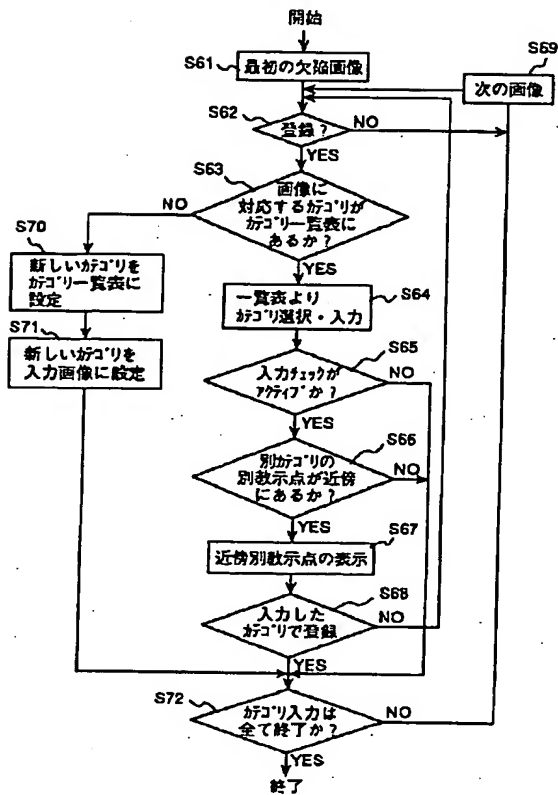 開始
S61
最初の欠陥画像
S69
次の画像
S62
登録?
NO
YES
S63
画像に
対応するカテゴリが
カテゴリー覧表に
あるか?
NO
YES
S70
新しいカテゴリを
カテゴリー覧表に
設定
S64
一覧表より
カテゴリ選択・入力
S71
新しいカテゴリを
入力画像に設定
S65
入力チェックが
アクティブか?
NO
YES
S66
別カテゴリの
別教示点が近傍
にあるか?
NO
YES
S67
近傍別教示点の表示
S68
入力した
カテゴリで登録
NO
YES
S72
カテゴリ入力は
全て終了か?
NO
YES
終了